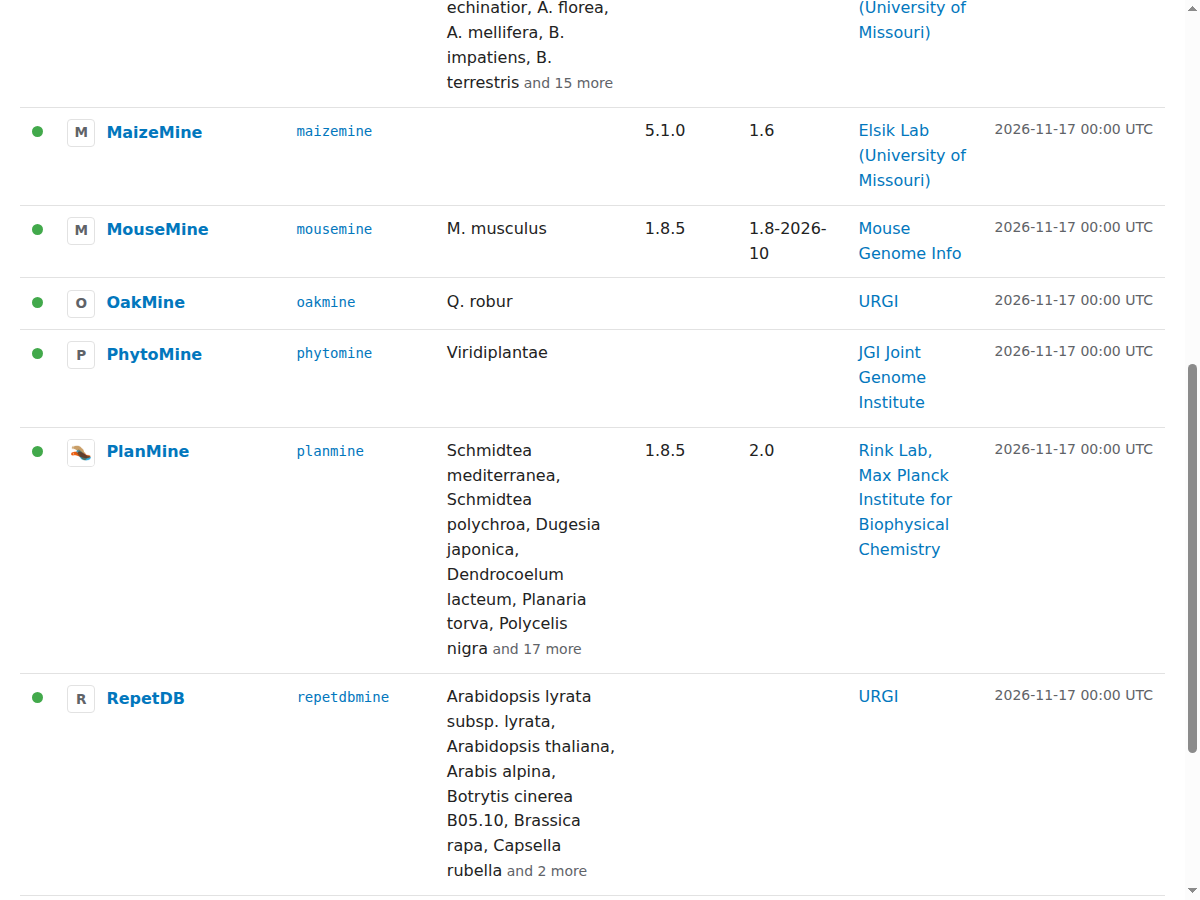 echinatior, A. florea,
A. mellifera, B.
impatiens, B.
terrestris and 15 more
(University of
Missouri)
M MaizeMine maizemine 5.1.0 1.6 Elsik Lab
(University of
Missouri) 2026-11-17 00:00 UTC
M MouseMine mousemine M. musculus 1.8.5 1.8-2026-
10 Mouse
Genome Info 2026-11-17 00:00 UTC
O OakMine oakmine Q. robur URGI 2026-11-17 00:00 UTC
P PhytoMine phytomine Viridiplantae JGI Joint
Genome
Institute 2026-11-17 00:00 UTC
PlanMine planmine Schmidtea
mediterranea,
Schmidtea
polychroa, Dugesia
japonica,
Dendrocoelum
lacteum, Planaria
torva, Polycelis
nigra and 17 more
1.8.5 2.0 Rink Lab,
Max Planck
Institute for
Biophysical
Chemistry 2026-11-17 00:00 UTC
R RepetDB repetdbmine Arabidopsis lyrata
subsp. lyrata,
Arabidopsis thaliana,
Arabis alpina,
Botrytis cinerea
B05.10, Brassica
rapa, Capsella
rubella and 2 more
URGI 2026-11-17 00:00 UTC